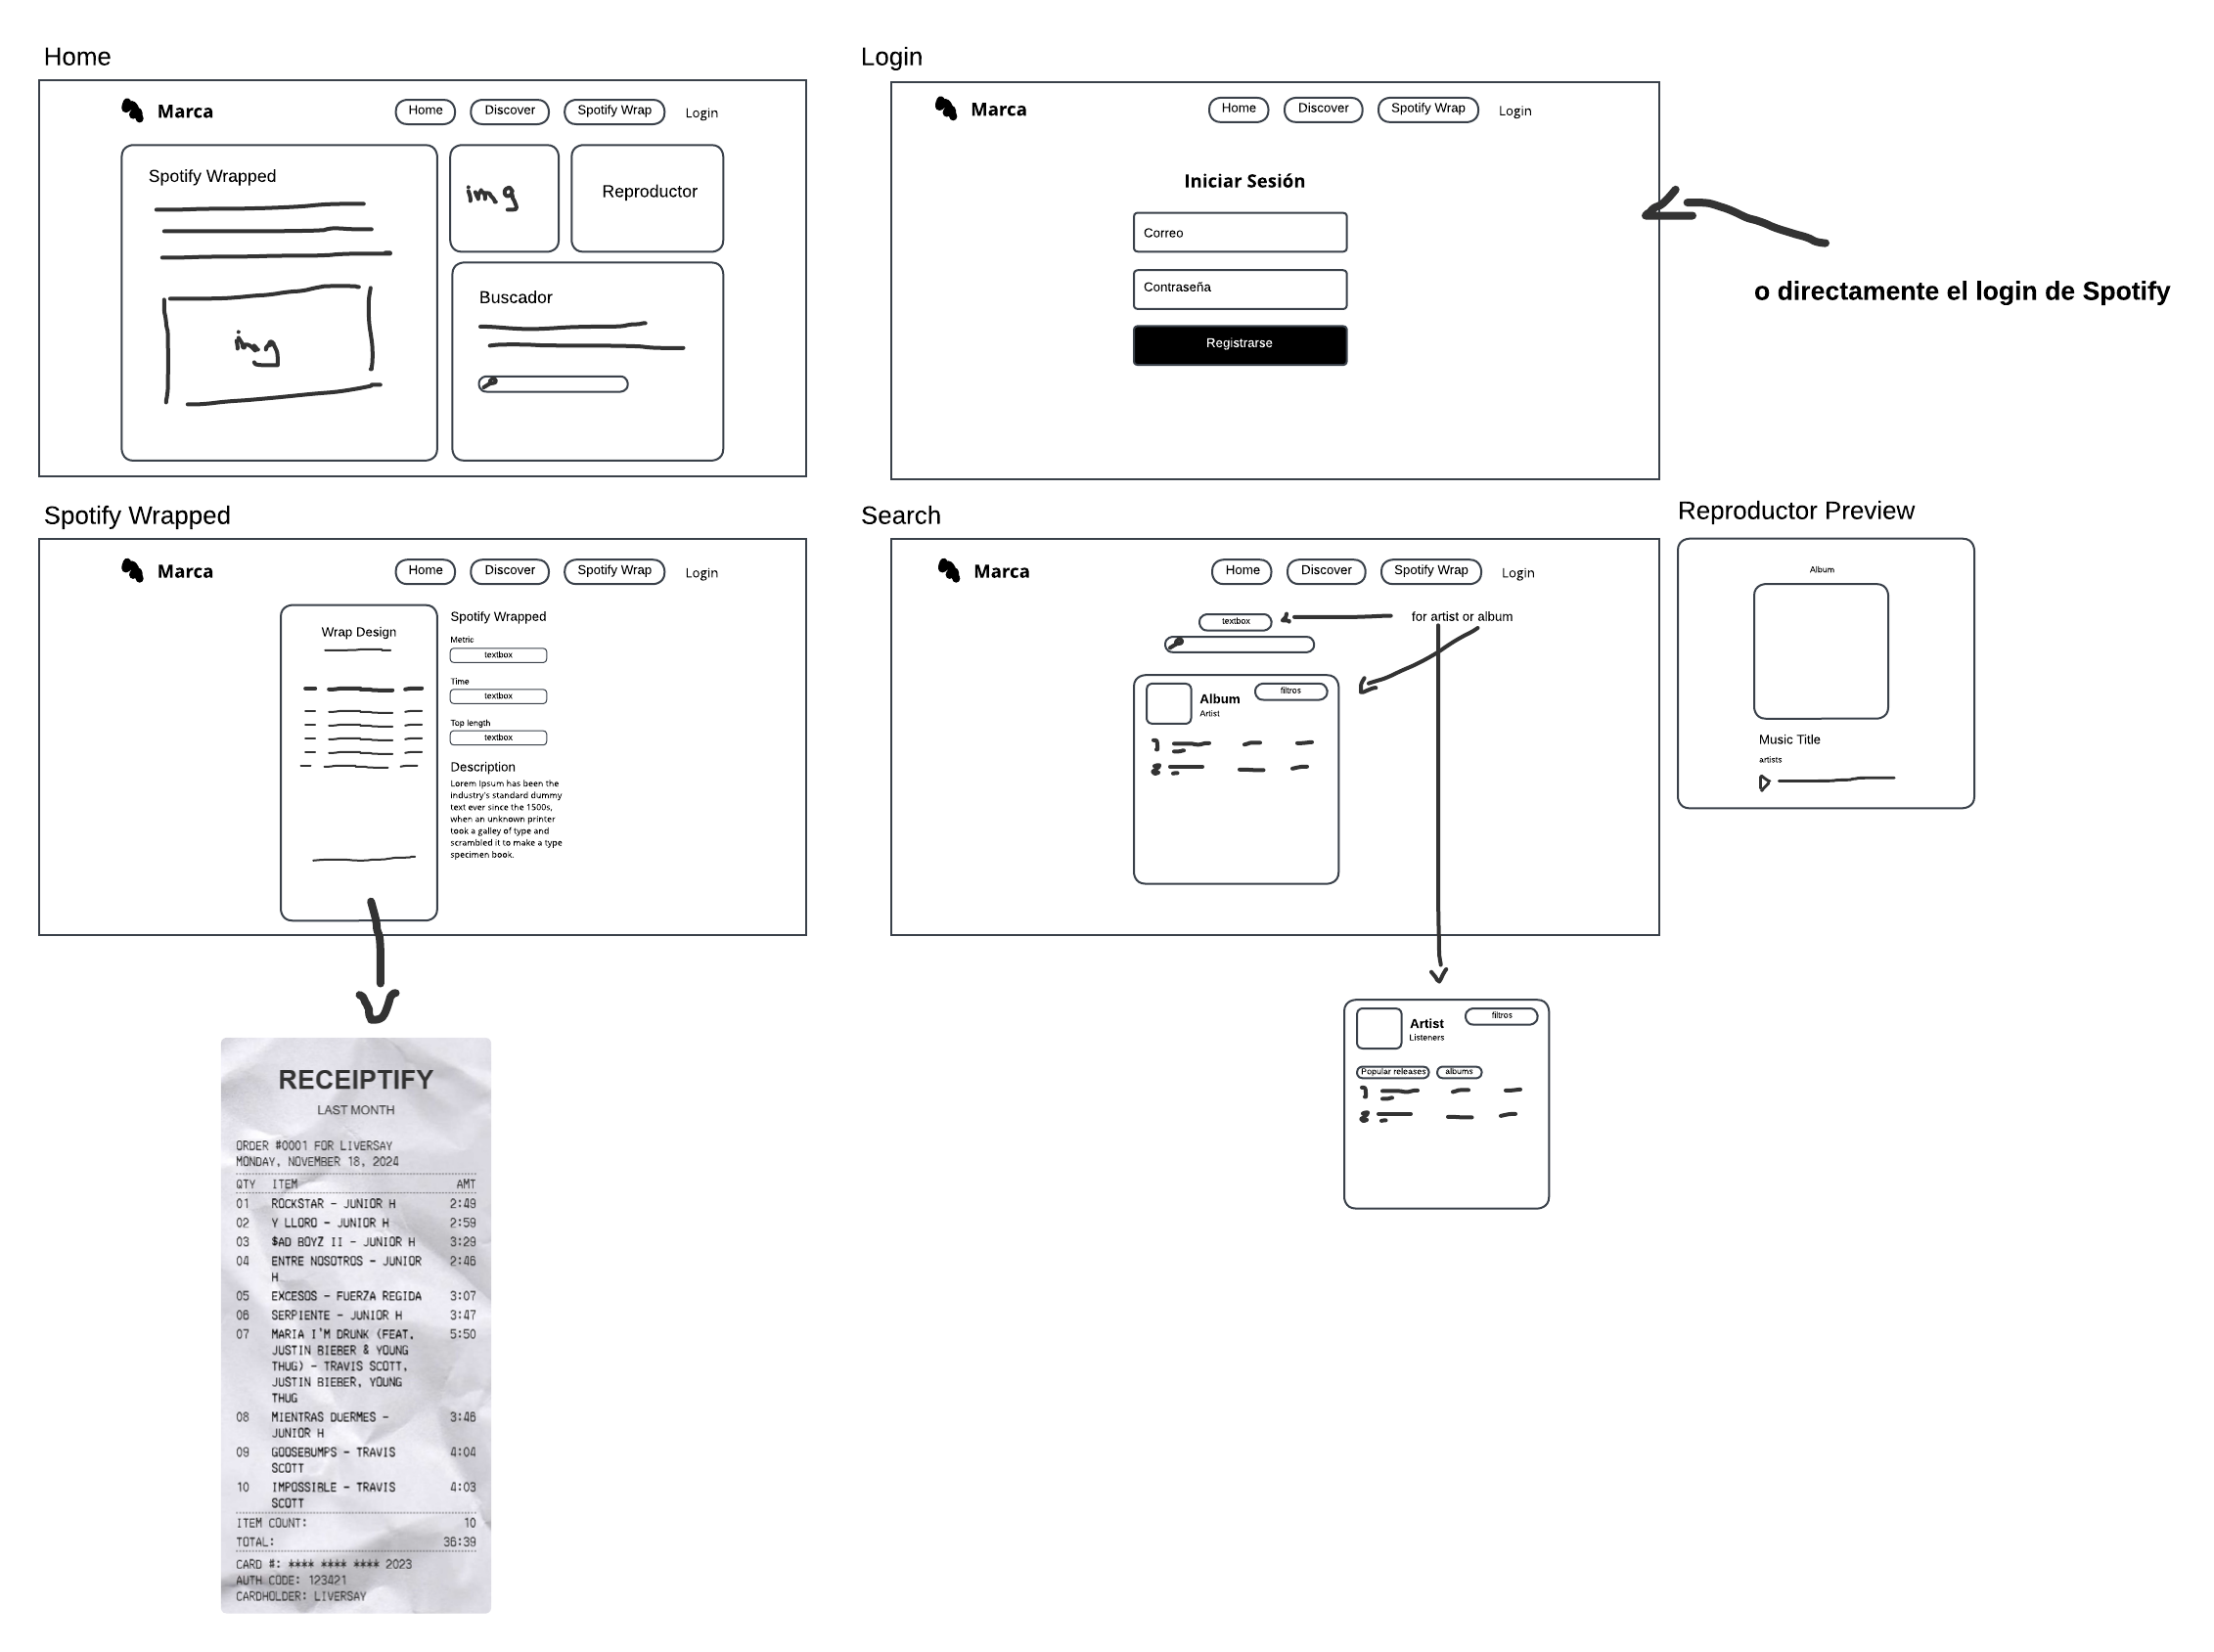 Home
Marca
Home
Discover
Spotify Wrap
Login
Spotify Wrapped
img
img
Reproductor
Buscador
Login
Marca
Home
Discover
Spotify Wrap
Login
Iniciar Sesión
Correo
Contraseña
Registrarse
o directamente el login de Spotify
Spotify Wrapped
Marca
Home
Discover
Spotify Wrap
Login
Wrap Design
Spotify Wrapped
Metric
textbox
Time
textbox
Top length
textbox
Description
Lorem Ipsum has been the
industry's standard dummy
text ever since the 1500s,
when an unknown printer
took a galley of type and
scrambled it to make a type
specimen book.
RECEIPTIFY
LAST MONTH
ORDER #0001 FOR LIVERSAY
MONDAY, NOVEMBER 18, 2024
QTY ITEM AMT
01 ROCKSTAR - JUNIOR H 2:49
02 Y LLORO - JUNIOR H 2:59
03 $AD BOYZ II - JUNIOR H 3:29
04 ENTRE NOSOTROS - JUNIOR 2:46
H
05 EXCESOS - FUERZA REGIDA 3:07
06 SERPIENTE - JUNIOR H 3:47
07 MARIA I'M DRUNK (FEAT. 5:50
JUSTIN BIEBER & YOUNG
THUG) - TRAVIS SCOTT,
JUSTIN BIEBER, YOUNG
THUG
08 MIENTRAS DUERMES - 3:46
JUNIOR H
09 GOOSEBUMPS - TRAVIS 4:04
SCOTT
10 IMPOSSIBLE - TRAVIS 4:03
SCOTT
ITEM COUNT: 10
TOTAL: 36:39
CARD #: **** **** **** 2023
AUTH CODE: 123421
CARDHOLDER: LIVERSAY
Search
Marca
Home
Discover
Spotify Wrap
Login
textbox
for artist or album
Album
Artist
filtros
1
2
Artist
Listeners
filtros
Popular releases
albums
1
2
Reproductor Preview
Album
Music Title
artists